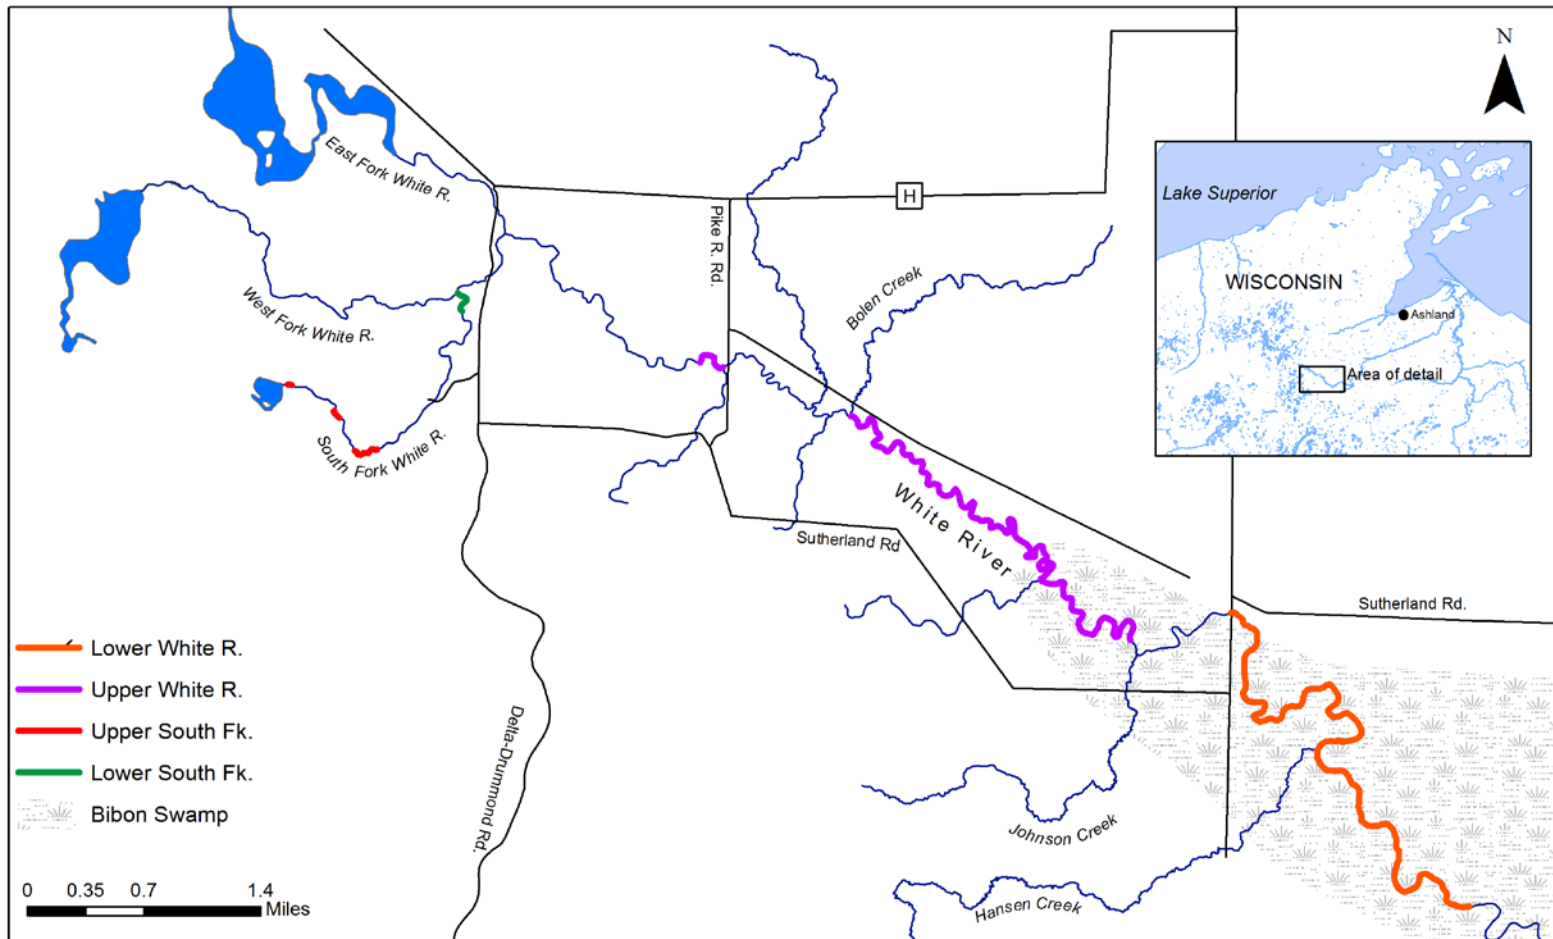 N
East Fork White R.
Pike R. Rd.
H
Lake Superior
WISCONSIN
Ashland
Area of detail
Bolen Creek
West Fork White R.
South Fork White R.
White River
Sutherland Rd
Sutherland Rd.
Lower White R.
Upper White R.
Upper South Fk.
Lower South Fk.
Bibon Swamp
Delta-Drummond Rd.
Johnson Creek
Hansen Creek
0 0.35 0.7 1.4
Miles